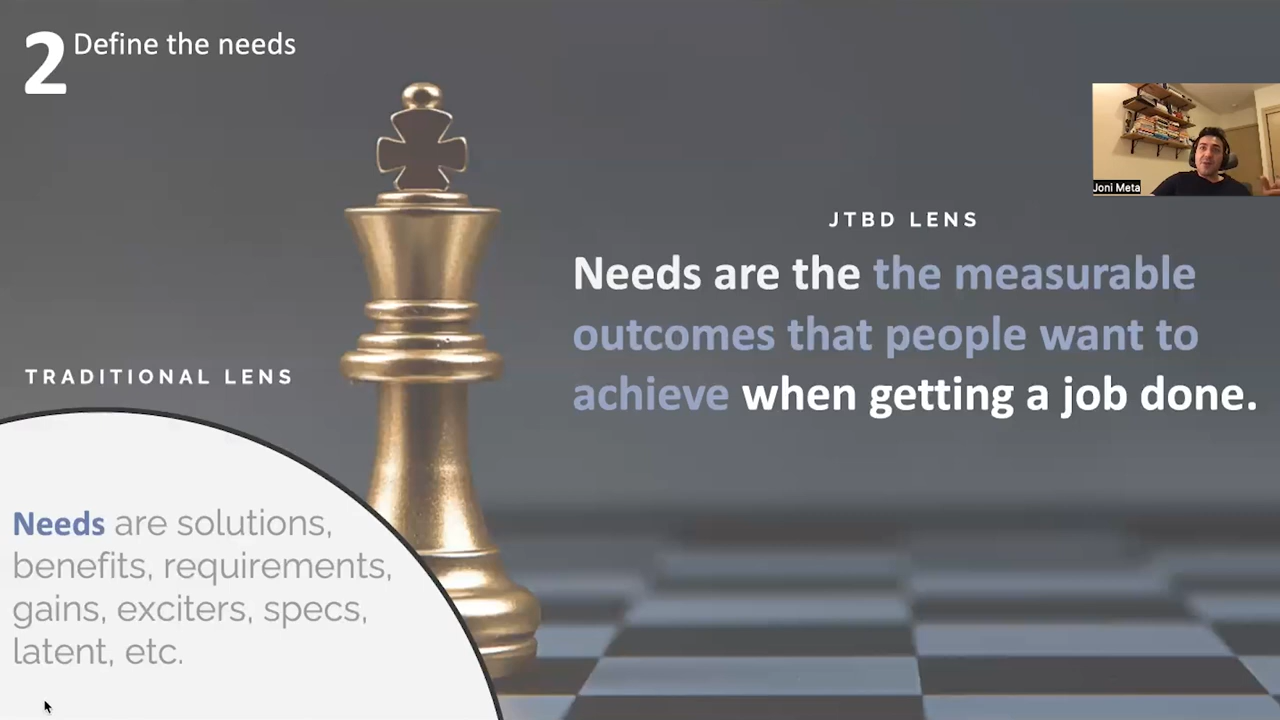 2 Define the needs
Joni Meta
JTBD LENS
Needs are the the measurable
outcomes that people want to
achieve when getting a job done.
TRADITIONAL LENS
Needs are solutions,
benefits, requirements,
gains, exciters, specs,
latent, etc.